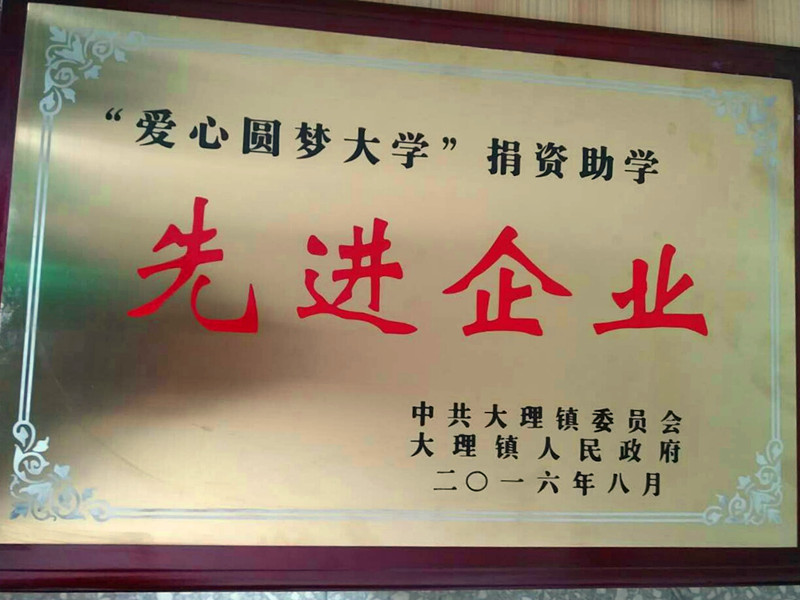 “爱心圆梦大学”捐资助学
先进企业
中共大理镇委员会
大理镇人民政府
二〇一六年八月